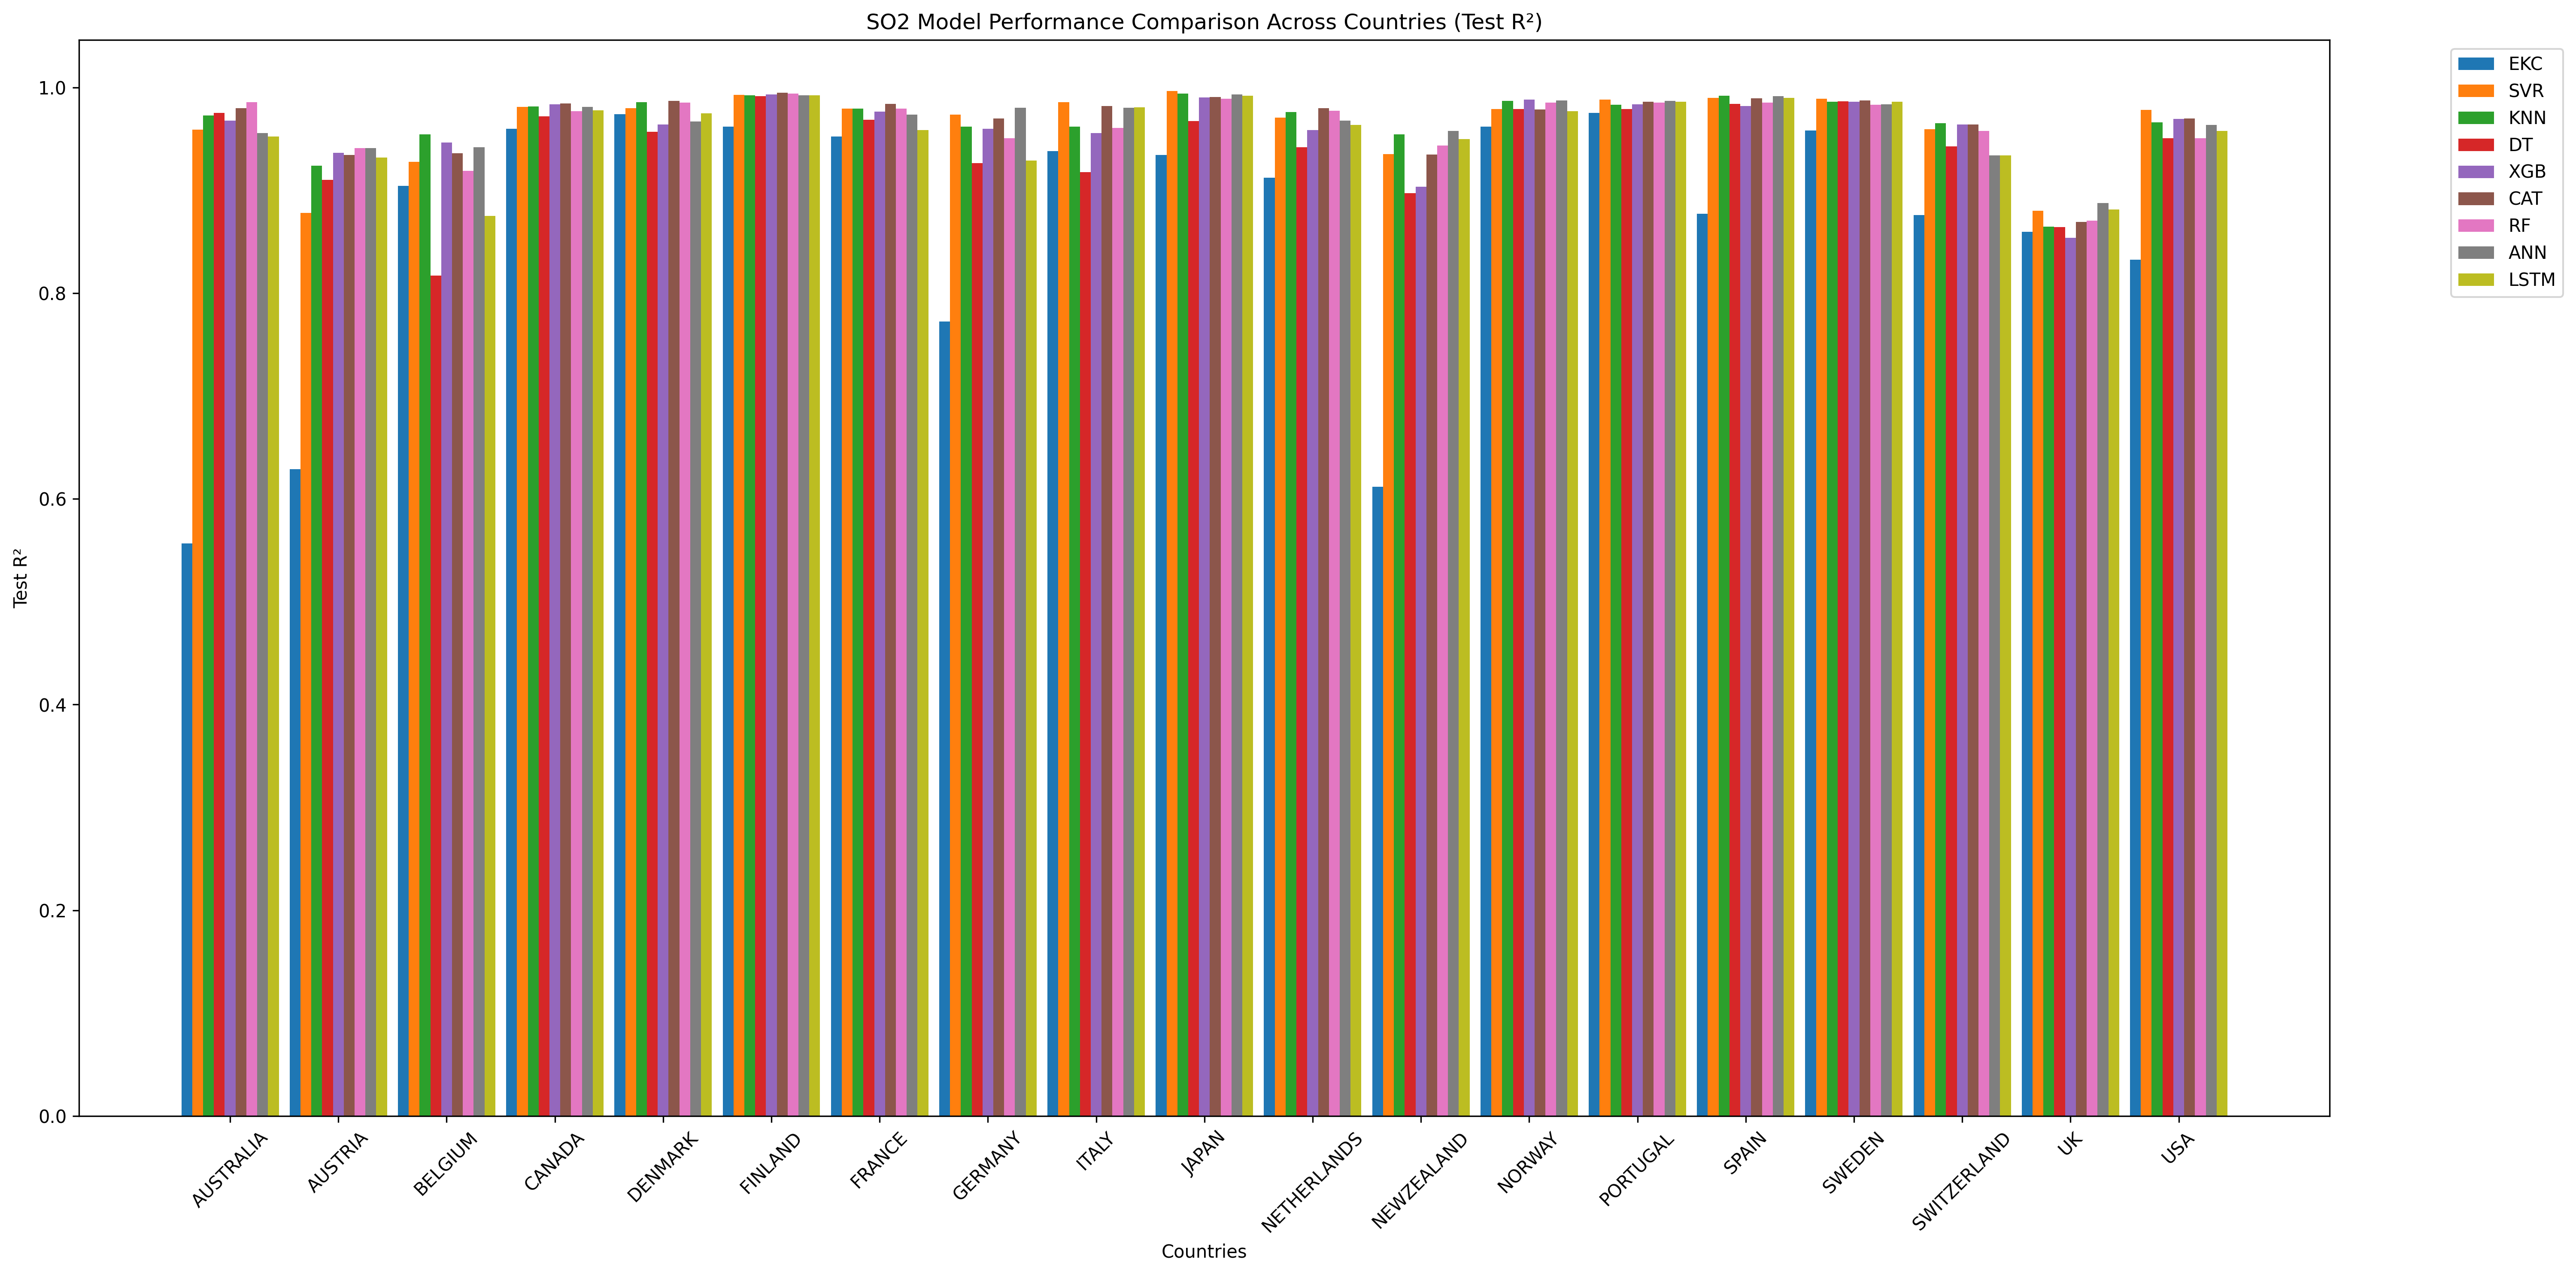 SO2 Model Performance Comparison Across Countries (Test R²)
EKC
SVR
KNN
DT
XGB
CAT
RF
ANN
LSTM
1.0
0.8
0.6
0.4
0.2
0.0
Test R²
AUSTRALIA
AUSTRIA
BELGIUM
CANADA
DENMARK
FINLAND
FRANCE
GERMANY
ITALY
JAPAN
NETHERLANDS
NEWZEALAND
NORWAY
PORTUGAL
SPAIN
SWEDEN
SWITZERLAND
UK
USA
Countries